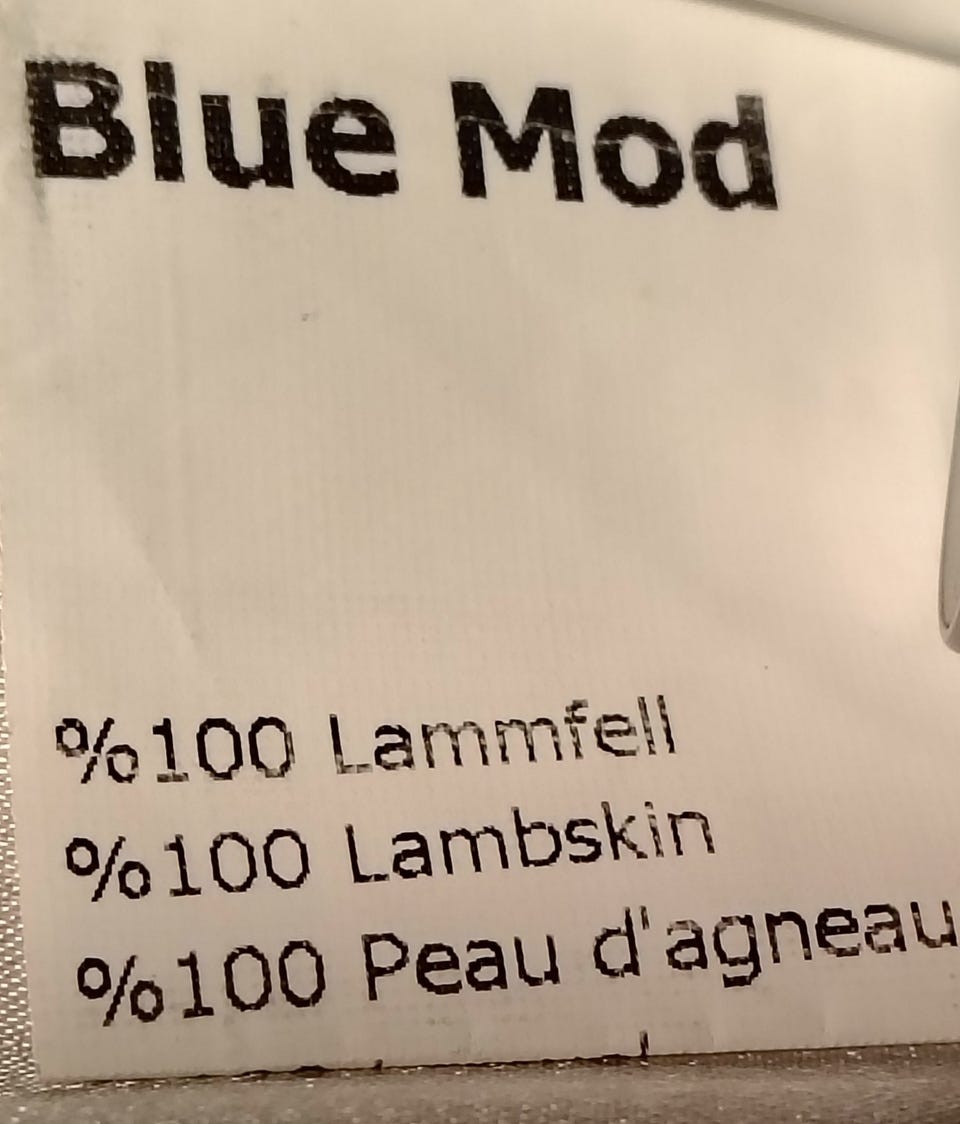 Blue Mod
%100 Lammfell
%100 Lambskin
%100 Peau d'agneau